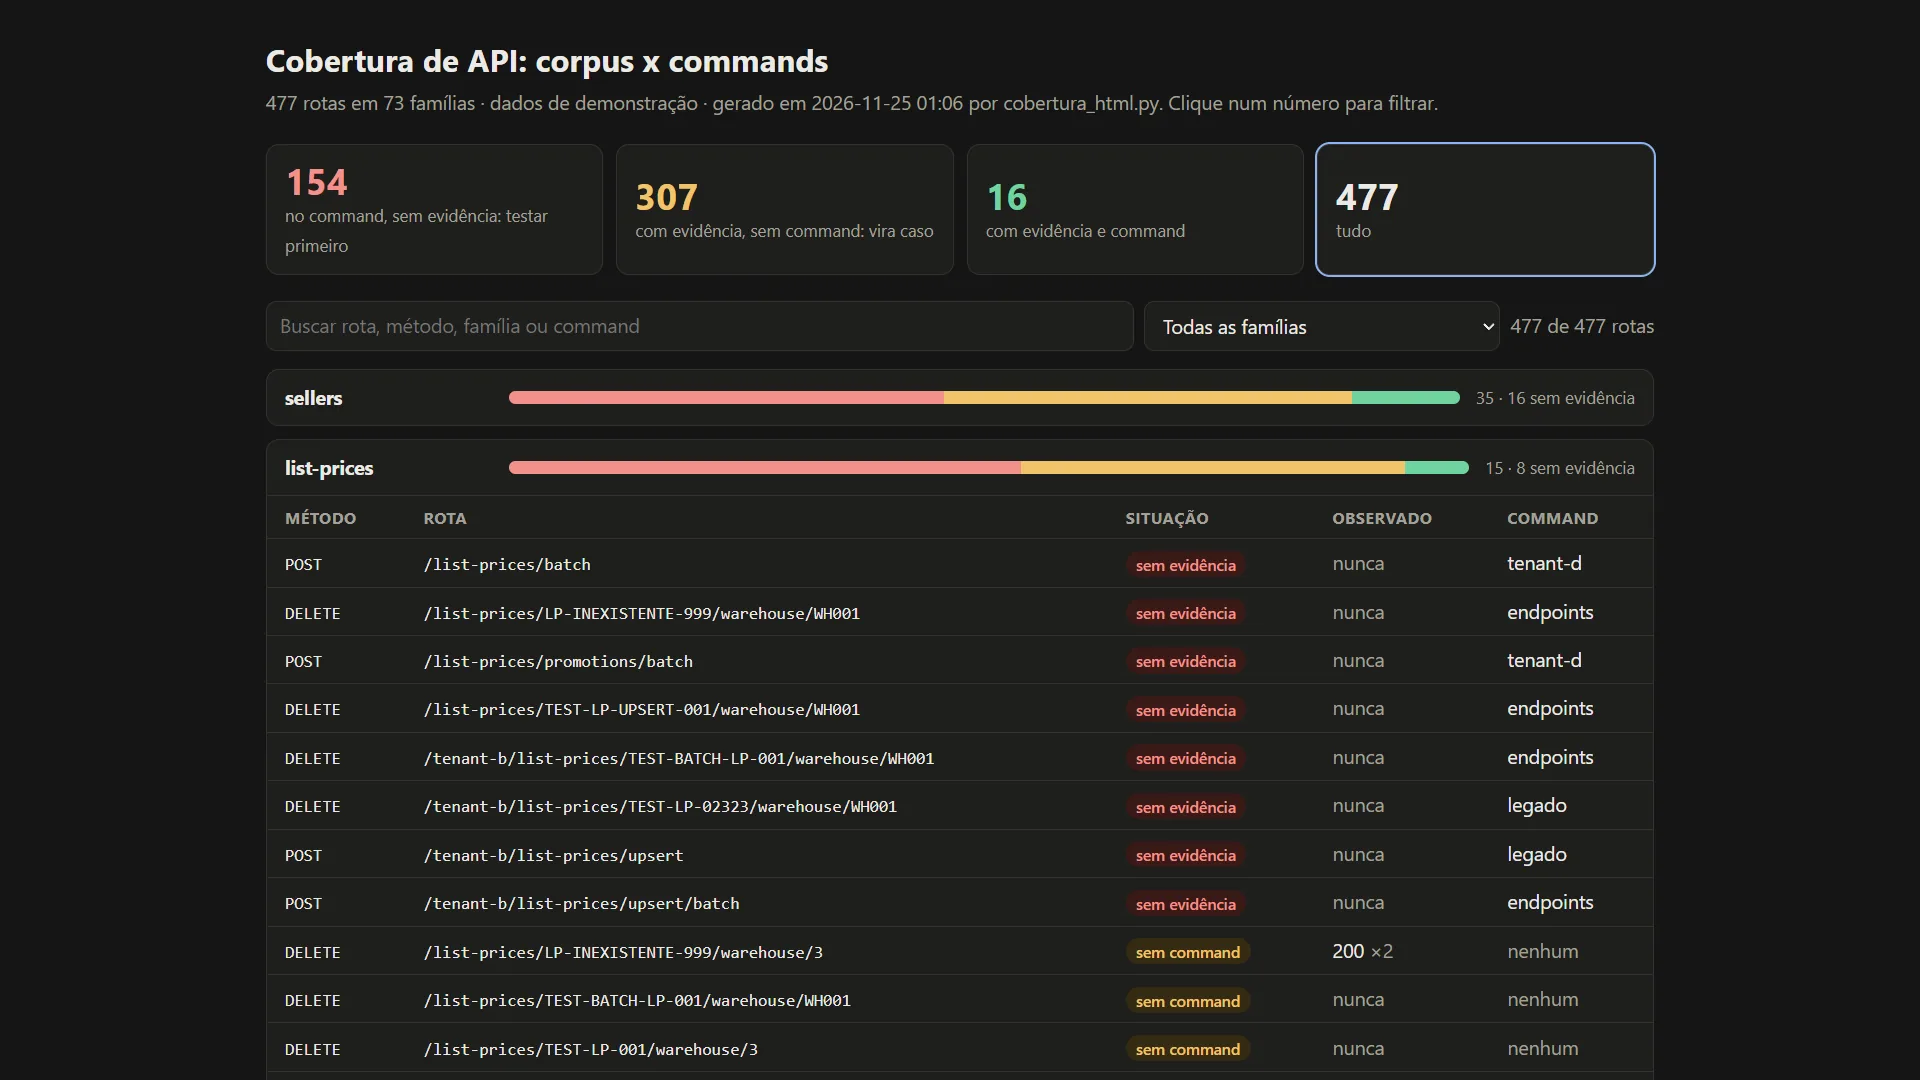 Cobertura de API: corpus x commands
477 rotas em 73 famílias · dados de demonstração · gerado em 2026-11-25 01:06 por cobertura_html.py. Clique num número para filtrar.
154
no command, sem evidência: testar
primeiro
307
com evidência, sem command: vira caso
16
com evidência e command
477
tudo
Buscar rota, método, família ou command
Todas as famílias
477 de 477 rotas
sellers
35 · 16 sem evidência
list-prices
15 · 8 sem evidência
MÉTODO ROTA SITUAÇÃO OBSERVADO COMMAND
POST /list-prices/batch sem evidência nunca tenant-d
DELETE /list-prices/LP-INEXISTENTE-999/warehouse/WH001 sem evidência nunca endpoints
POST /list-prices/promotions/batch sem evidência nunca tenant-d
DELETE /list-prices/TEST-LP-UPSERT-001/warehouse/WH001 sem evidência nunca endpoints
DELETE /tenant-b/list-prices/TEST-BATCH-LP-001/warehouse/WH001 sem evidência nunca endpoints
DELETE /tenant-b/list-prices/TEST-LP-02323/warehouse/WH001 sem evidência nunca legado
POST /tenant-b/list-prices/upsert sem evidência nunca legado
POST /tenant-b/list-prices/upsert/batch sem evidência nunca endpoints
DELETE /list-prices/LP-INEXISTENTE-999/warehouse/3 sem command 200 ×2 nenhum
DELETE /list-prices/TEST-BATCH-LP-001/warehouse/WH001 sem command nunca nenhum
DELETE /list-prices/TEST-LP-001/warehouse/3 sem command nunca nenhum